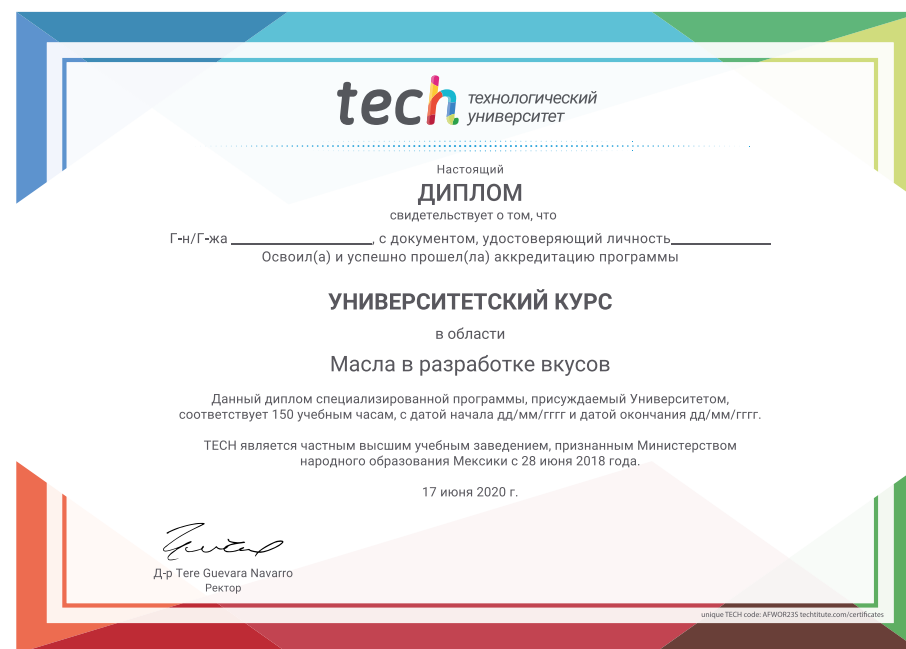 tech технологический
университет
Настоящий
ДИПЛОМ
свидетельствует о том, что
Г-н/Г-жа ____________________, с документом, удостоверяющий личность______________
Освоил(а) и успешно прошел(ла) аккредитацию программы
УНИВЕРСИТЕТСКИЙ КУРС
в области
Масла в разработке вкусов
Данный диплом специализированной программы, присуждаемый Университетом,
соответствует 150 учебным часам, с датой начала дд/мм/гггг и датой окончания дд/мм/гггг.
TECH является частным высшим учебным заведением, признанным Министерством
народного образования Мексики с 28 июня 2018 года.
17 июня 2020 г.
Д-р Tere Guevara Navarro
Ректор
unique TECH code: AFWOR23S techtitute.com/certificates